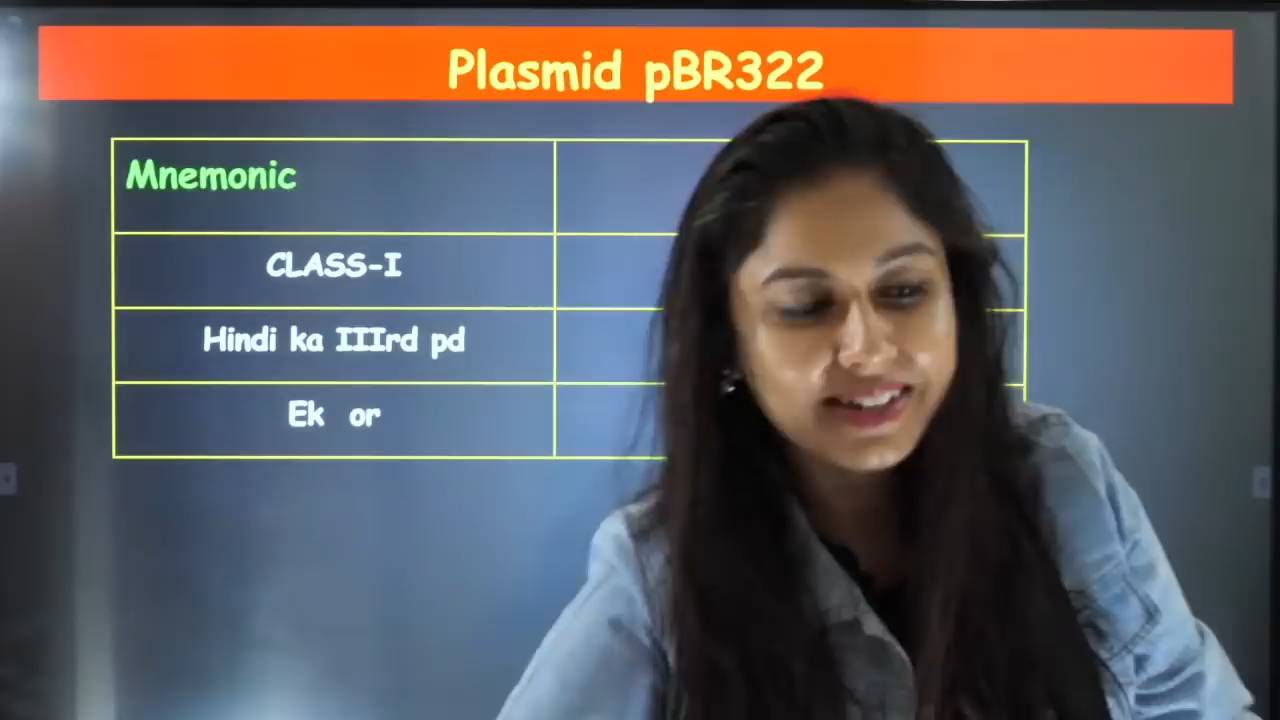 Plasmid pBR322
Mnemonic
CLASS-I
Hindi ka IIIrd pd
Ek or